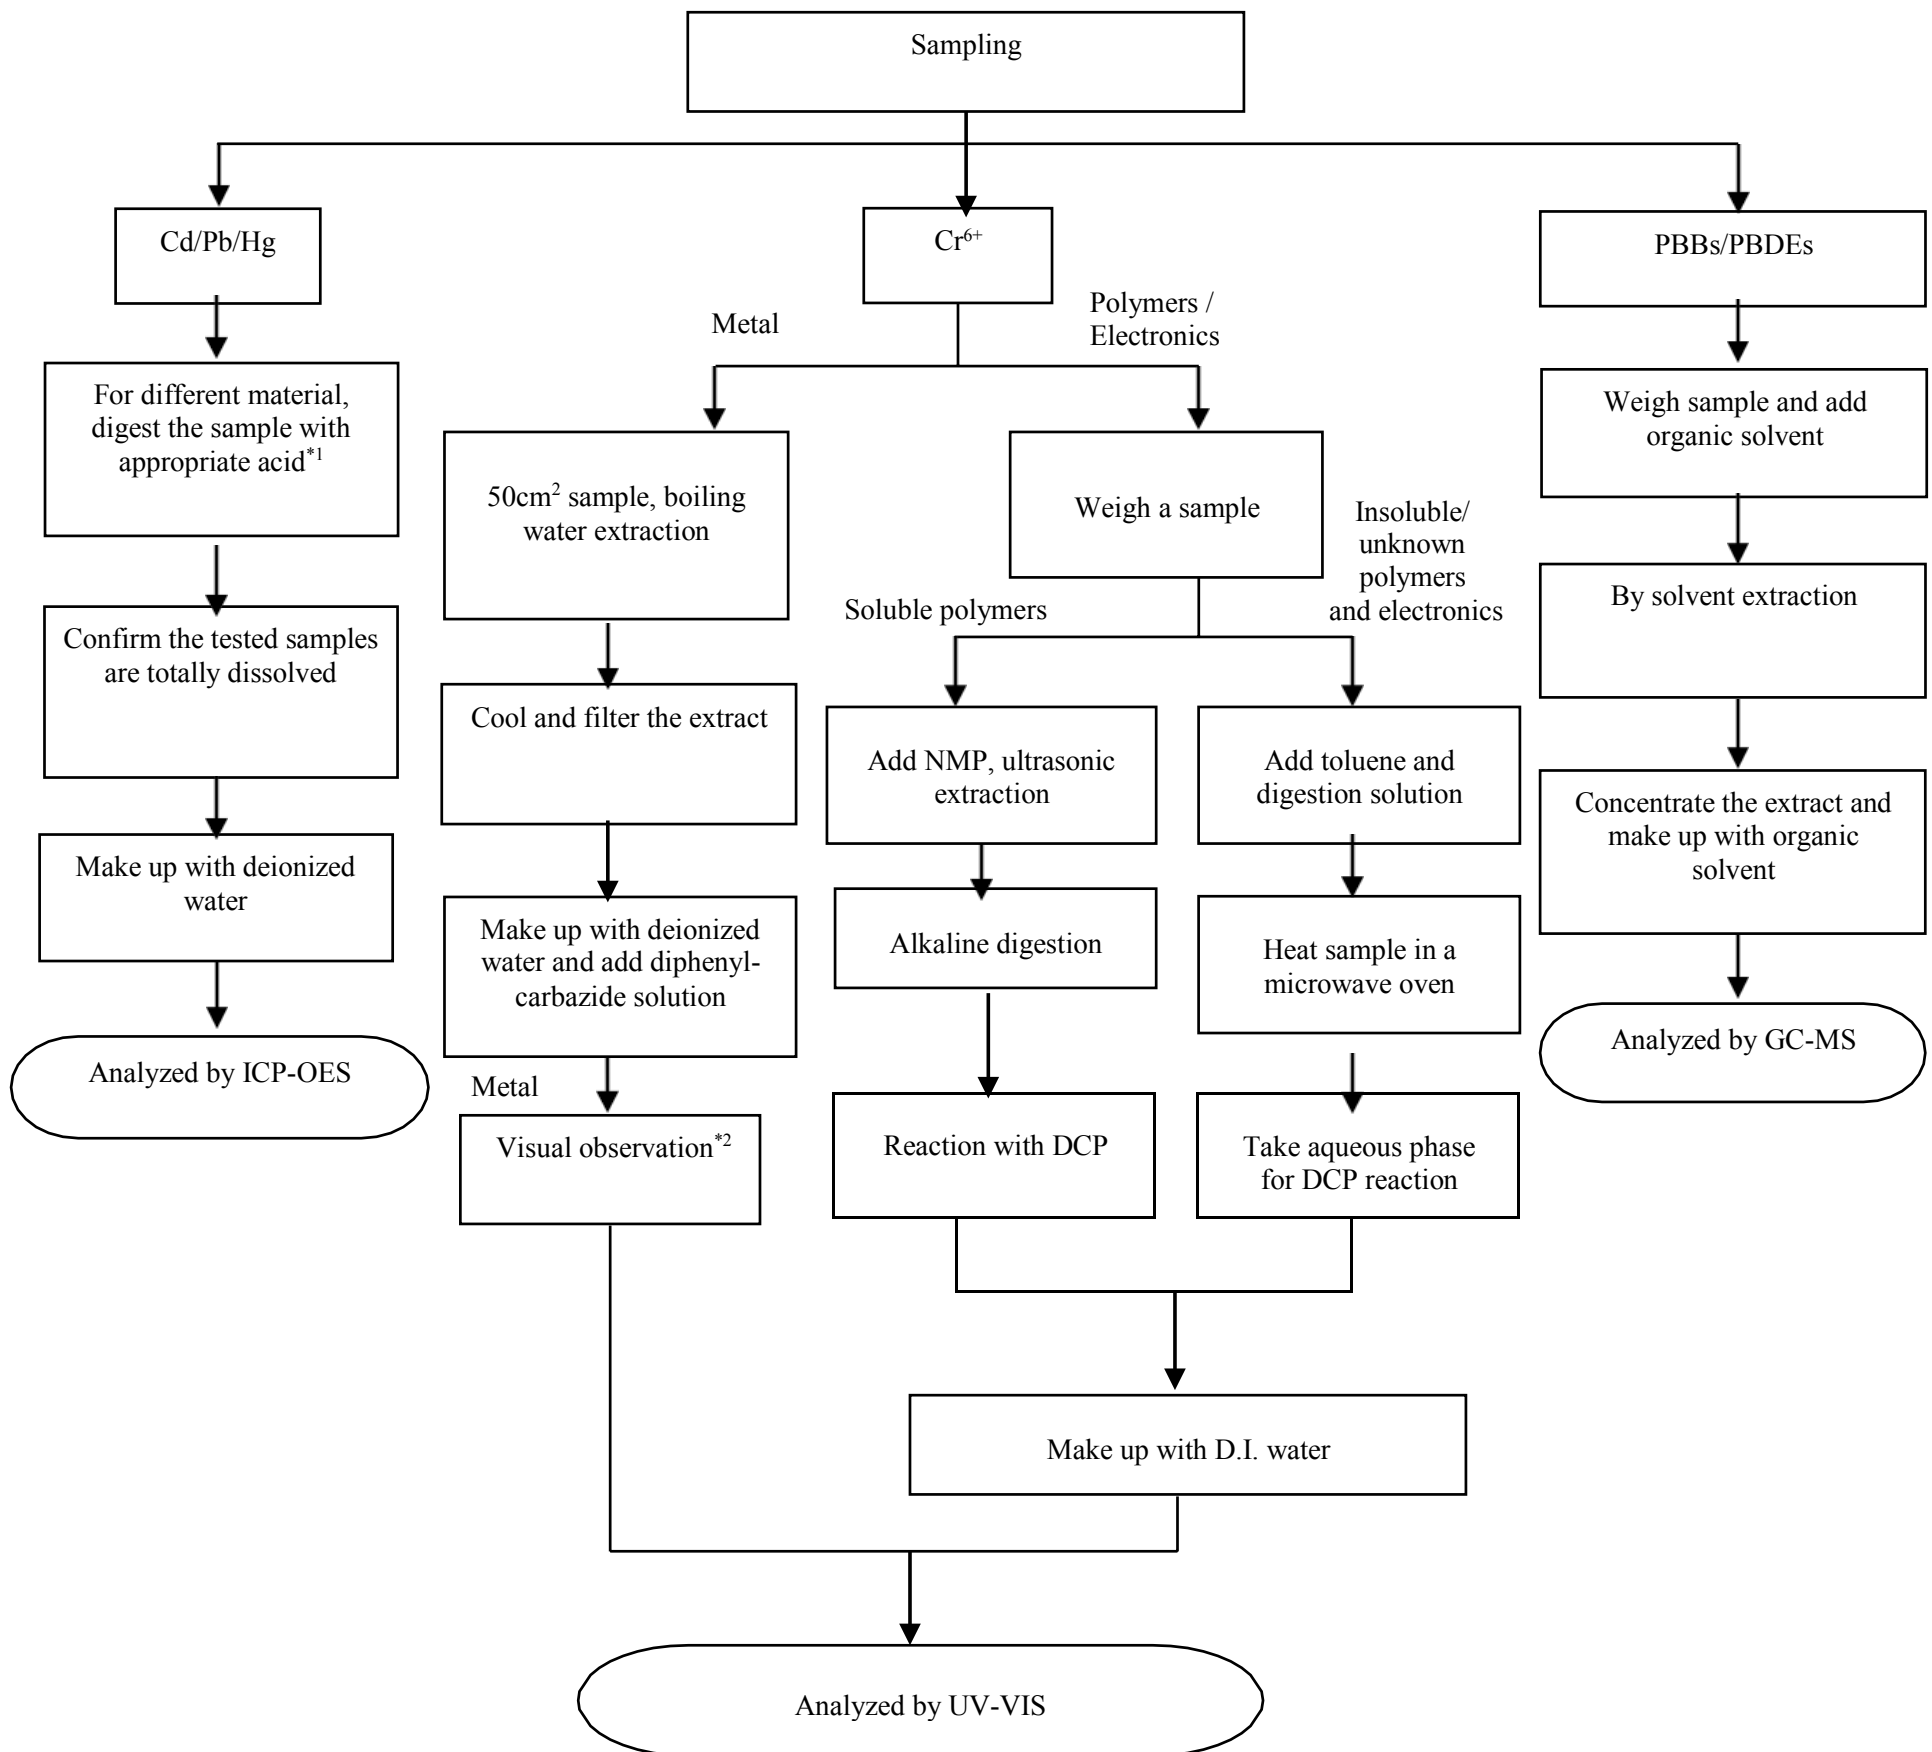 Sampling
Cd/Pb/Hg
Cr⁶⁺
PBBs/PBDEs
Metal
Polymers /
Electronics
For different material,
digest the sample with
appropriate acid*¹
Weigh sample and add
organic solvent
50cm² sample, boiling
water extraction
Weigh a sample
Insoluble/
unknown
polymers
and electronics
Soluble polymers
By solvent extraction
Confirm the tested samples
are totally dissolved
Cool and filter the extract
Add NMP, ultrasonic
extraction
Add toluene and
digestion solution
Concentrate the extract and
make up with organic
solvent
Make up with deionized
water
Make up with deionized
water and add diphenyl-
carbazide solution
Alkaline digestion
Heat sample in a
microwave oven
Analyzed by ICP-OES
Analyzed by GC-MS
Metal
Visual observation*²
Reaction with DCP
Take aqueous phase
for DCP reaction
Make up with D.I. water
Analyzed by UV-VIS